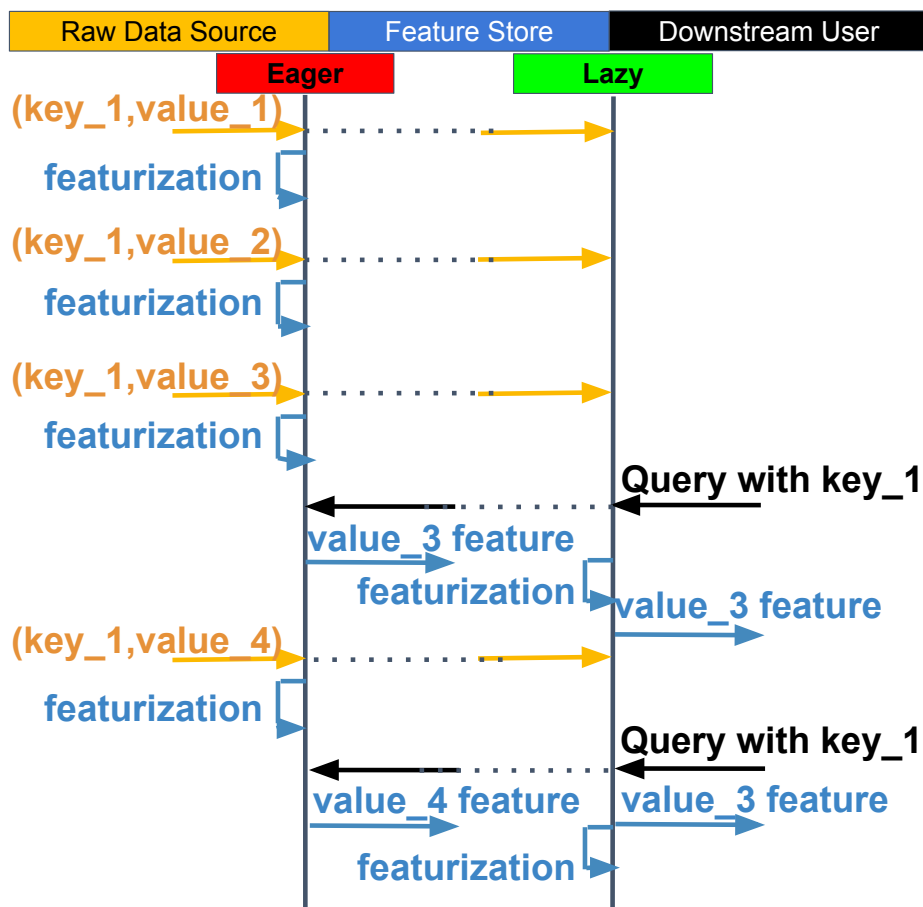 Raw Data Source
Feature Store
Downstream User
Eager
Lazy
(key_1,value_1)
featurization
(key_1,value_2)
featurization
(key_1,value_3)
featurization
Query with key_1
value_3 feature
featurization
value_3 feature
(key_1,value_4)
featurization
Query with key_1
value_4 feature
value_3 feature
featurization